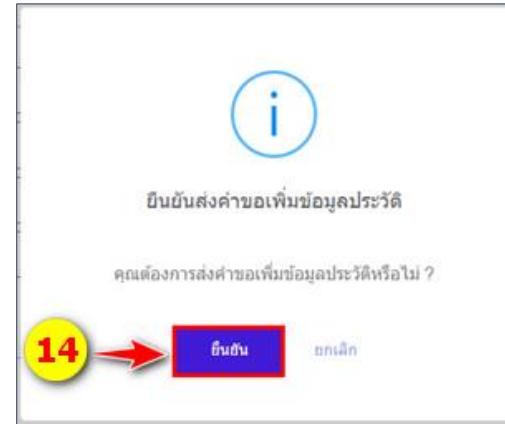 i
ยืนยันส่งคำขอเพิ่มข้อมูลประวัติ
คุณต้องการส่งคำขอเพิ่มข้อมูลประวัติหรือไม่ ?
14 ยืนยัน ยกเลิก